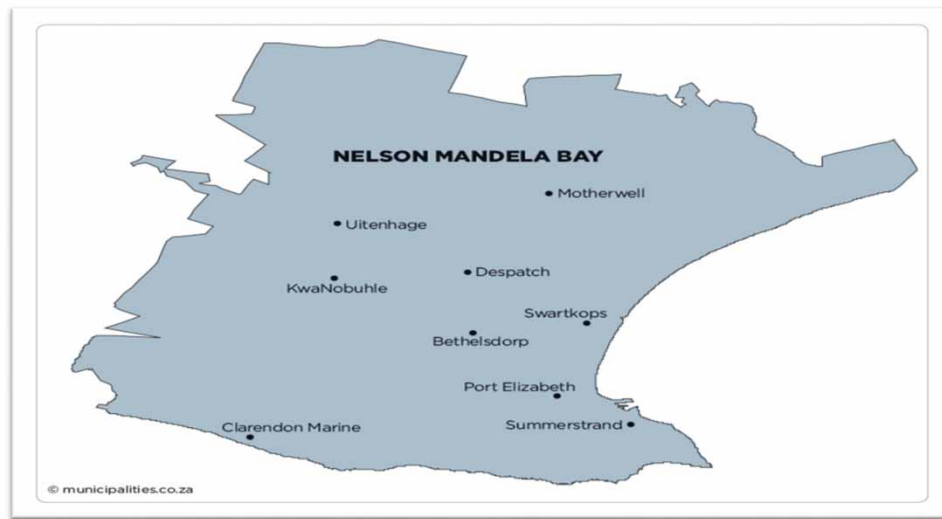 NELSON MANDELA BAY
Motherwell
Uitenhage
Despatch
KwaNobuhle
Swartkops
Bethelsdorp
Port Elizabeth
Clarendon Marine
Summerstrand
© municipalities.co.za